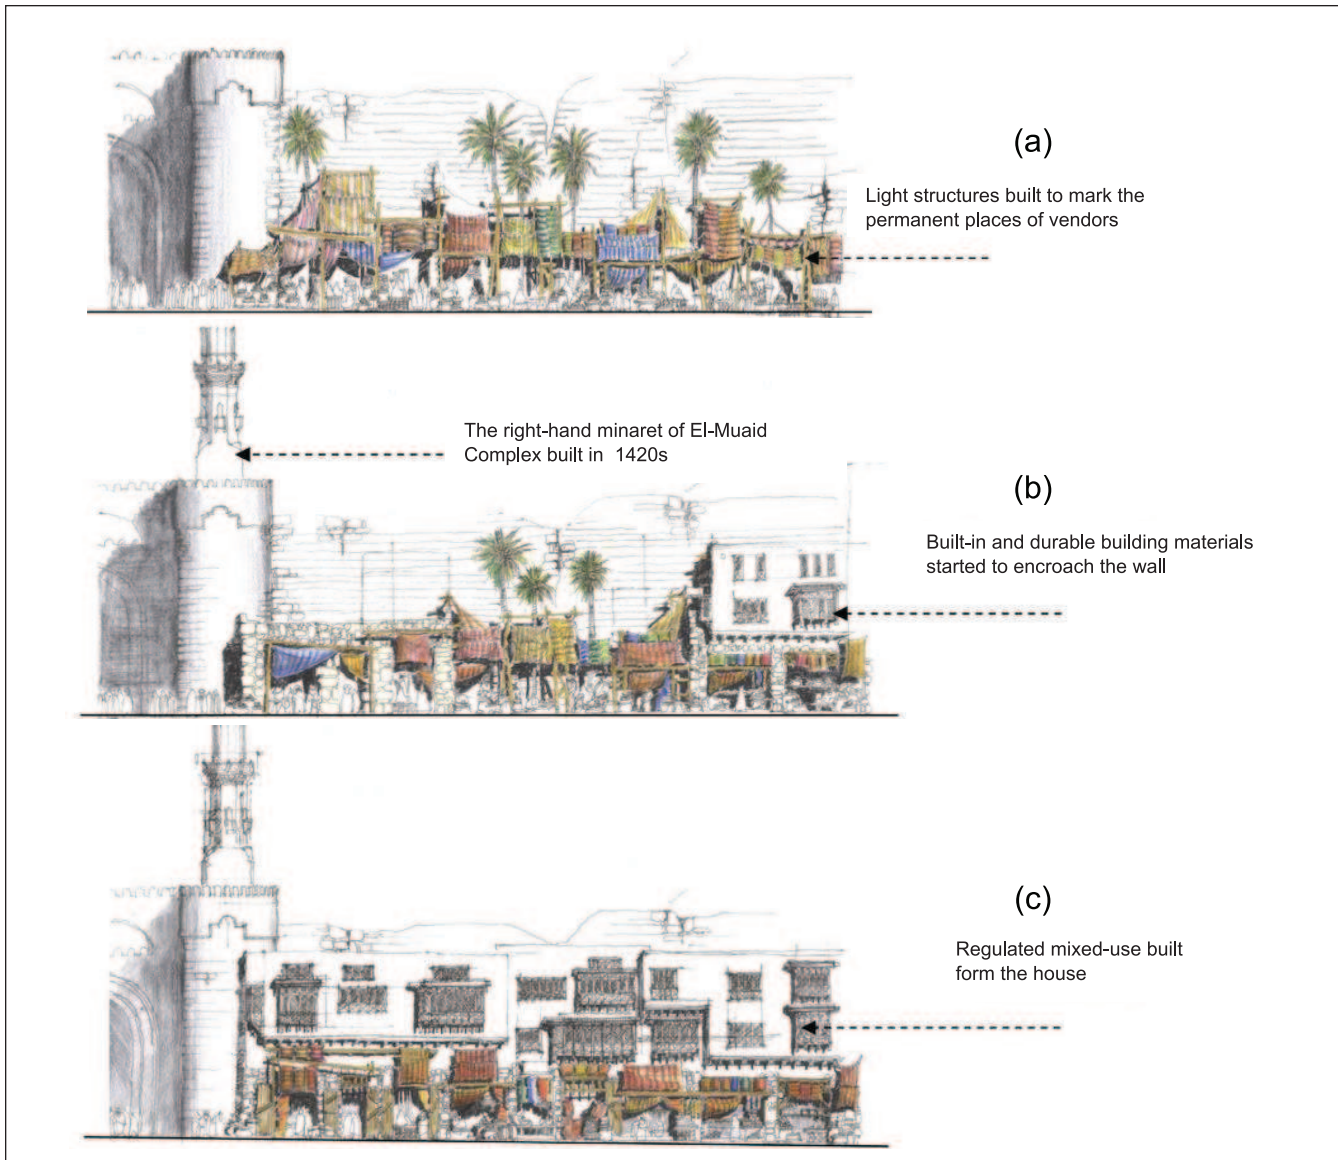 (a)
Light structures built to mark the
permanent places of vendors
The right-hand minaret of El-Muaid
Complex built in 1420s
(b)
Built-in and durable building materials
started to encroach the wall
(c)
Regulated mixed-use built
form the house